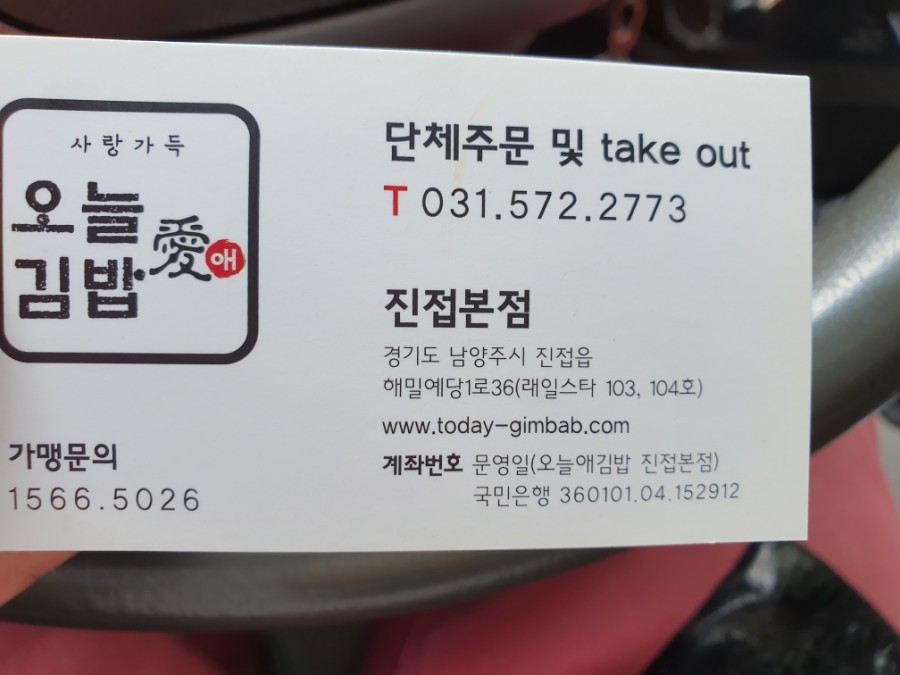 사랑가득
오늘
愛 애
김밥
가맹문의
1566.5026
단체주문 및 take out
T 031.572.2773
진접본점
경기도 남양주시 진접읍
해밀예당1로36(래일스타 103, 104호)
www.today-gimbab.com
계좌번호 문영일(오늘애김밥 진접본점)
국민은행 360101.04.152912